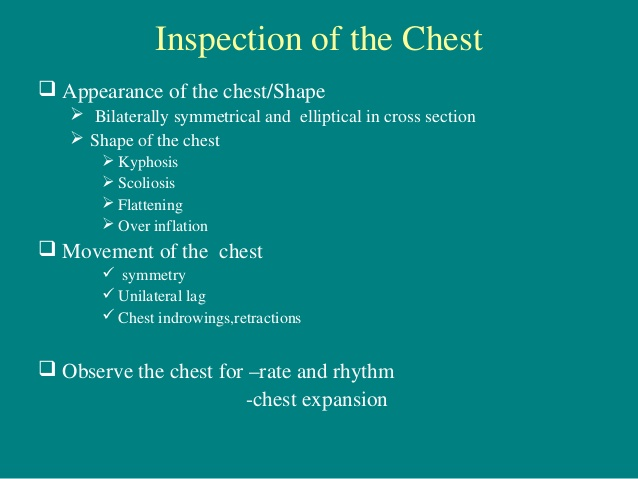 Inspection of the Chest
Appearance of the chest/Shape
Bilaterally symmetrical and elliptical in cross section
Shape of the chest
Kyphosis
Scoliosis
Flattening
Over inflation
Movement of the chest
symmetry
Unilateral lag
Chest indrowings,retractions
Observe the chest for –rate and rhythm
-chest expansion